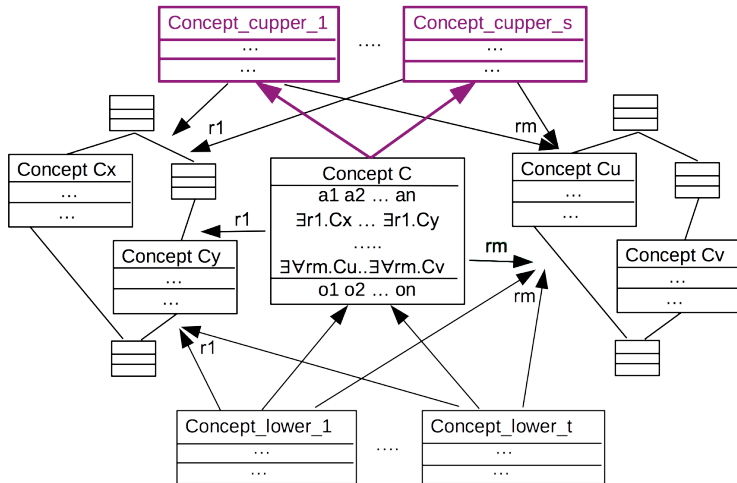 Concept_cupper_1
…
…
….
Concept_cupper_s
…
…
r1
rm
Concept Cx
…
…
Concept C
a1 a2 … an
∃r1.Cx … ∃r1.Cy
…..
∃∀rm.Cu..∃∀rm.Cv
o1 o2 … on
Concept Cu
…
…
r1
rm
Concept Cy
…
…
Concept Cv
…
…
rm
r1
Concept_lower_1
…
…
….
Concept_lower_t
…
…